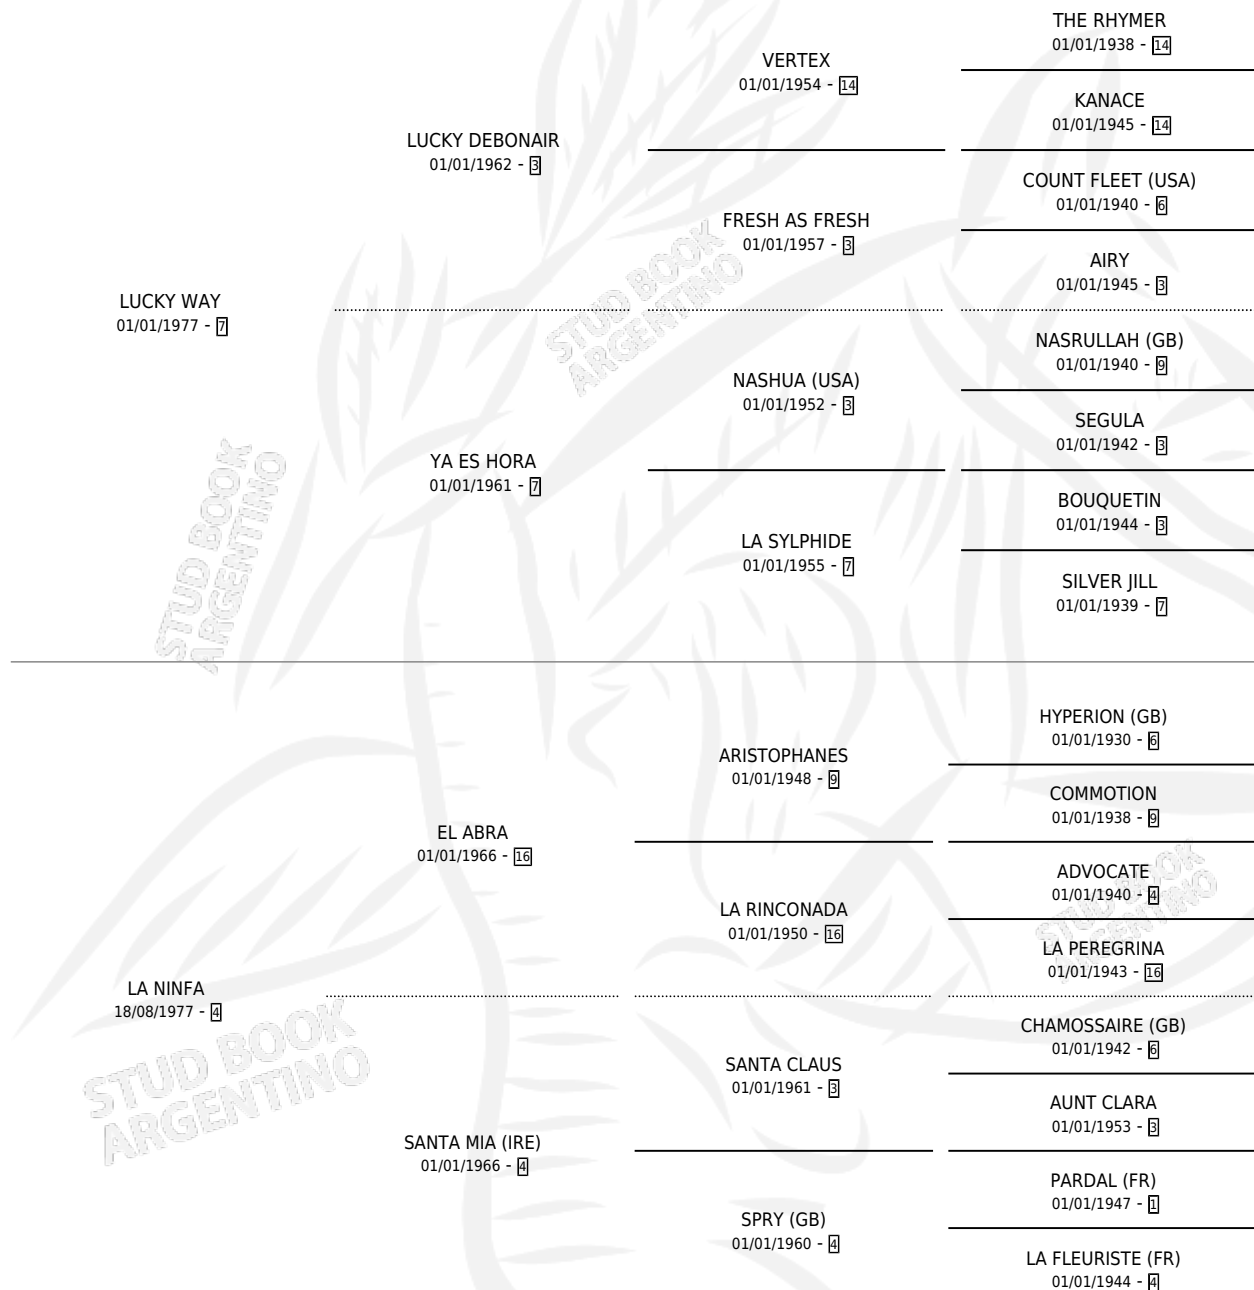 THE RHYMER
01/01/1938 - 14
VERTEX
01/01/1954 - 14
KANACE
01/01/1945 - 14
LUCKY DEBONAIR
01/01/1962 - 3
COUNT FLEET (USA)
01/01/1940 - 6
FRESH AS FRESH
01/01/1957 - 3
AIRY
01/01/1945 - 3
LUCKY WAY
01/01/1977 - 7
NASRULLAH (GB)
01/01/1940 - 9
NASHUA (USA)
01/01/1952 - 3
SEGULA
01/01/1942 - 3
YA ES HORA
01/01/1961 - 7
BOUQUETIN
01/01/1944 - 3
LA SYLPHIDE
01/01/1955 - 7
SILVER JILL
01/01/1939 - 7
HYPERION (GB)
01/01/1930 - 6
ARISTOPHANES
01/01/1948 - 9
COMMOTION
01/01/1938 - 9
EL ABRA
01/01/1966 - 16
ADVOCATE
01/01/1940 - 4
LA RINCONADA
01/01/1950 - 16
LA PEREGRINA
01/01/1943 - 16
LA NINFA
18/08/1977 - 4
CHAMOSSAIRE (GB)
01/01/1942 - 6
SANTA CLAUS
01/01/1961 - 3
AUNT CLARA
01/01/1953 - 3
SANTA MIA (IRE)
01/01/1966 - 4
PARDAL (FR)
01/01/1947 - 1
SPRY (GB)
01/01/1960 - 4
LA FLEURISTE (FR)
01/01/1944 - 4
STUD BOOK
ARGENTINO
STUD BOOK
ARGENTINO
STUD BOOK
ARGENTINO
STUD BOOK
ARGENTINO